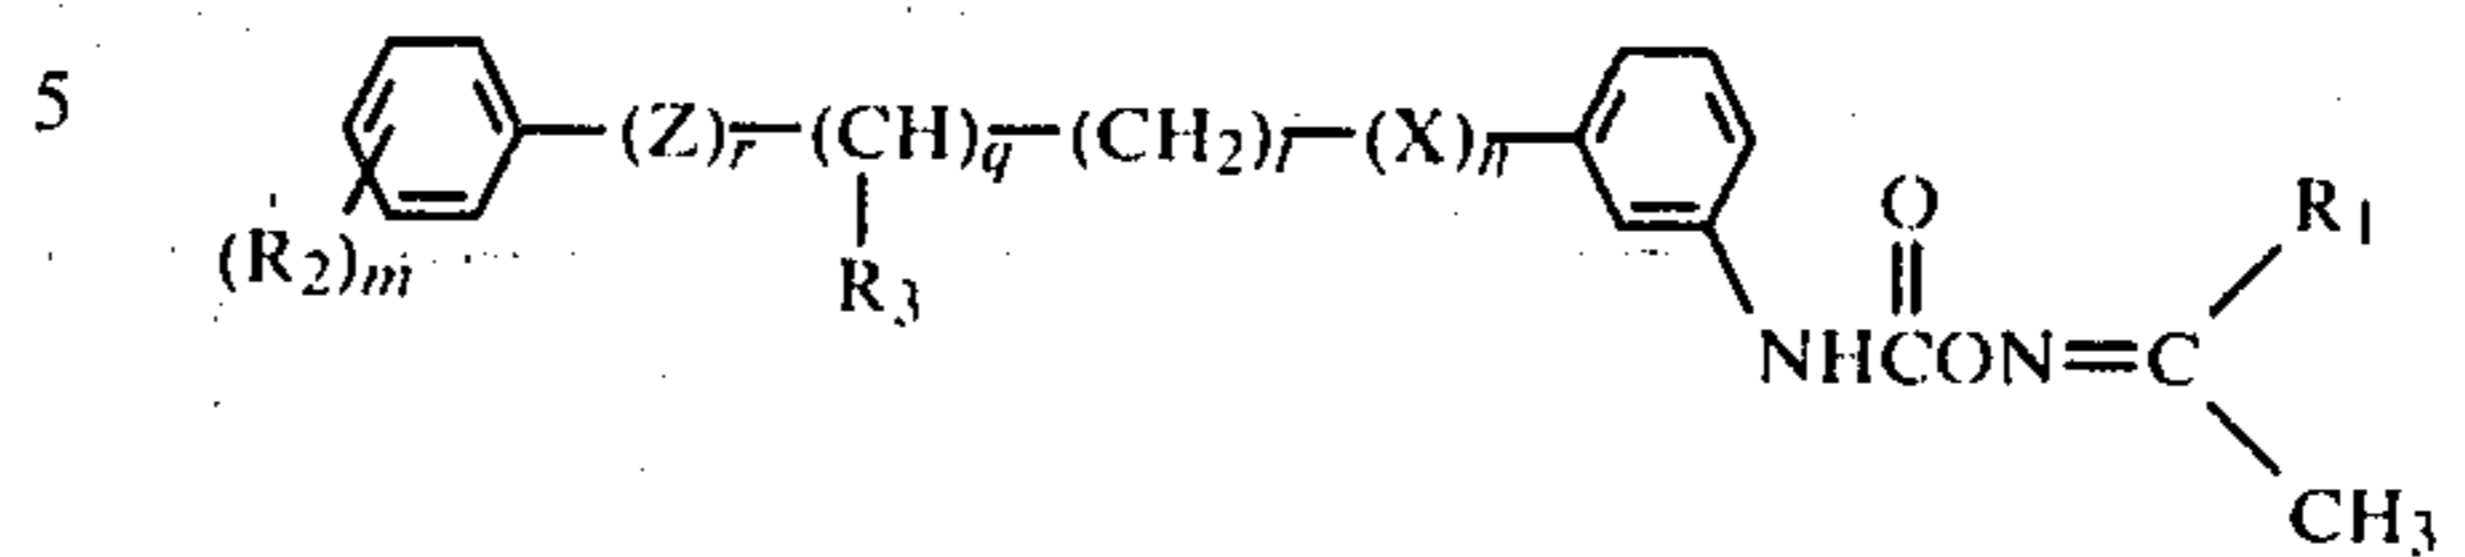 5
(Z)r—(CH)q—(CH2)l—(X)n
O
R1
(R2)m
R3
NHCON=C
CH3